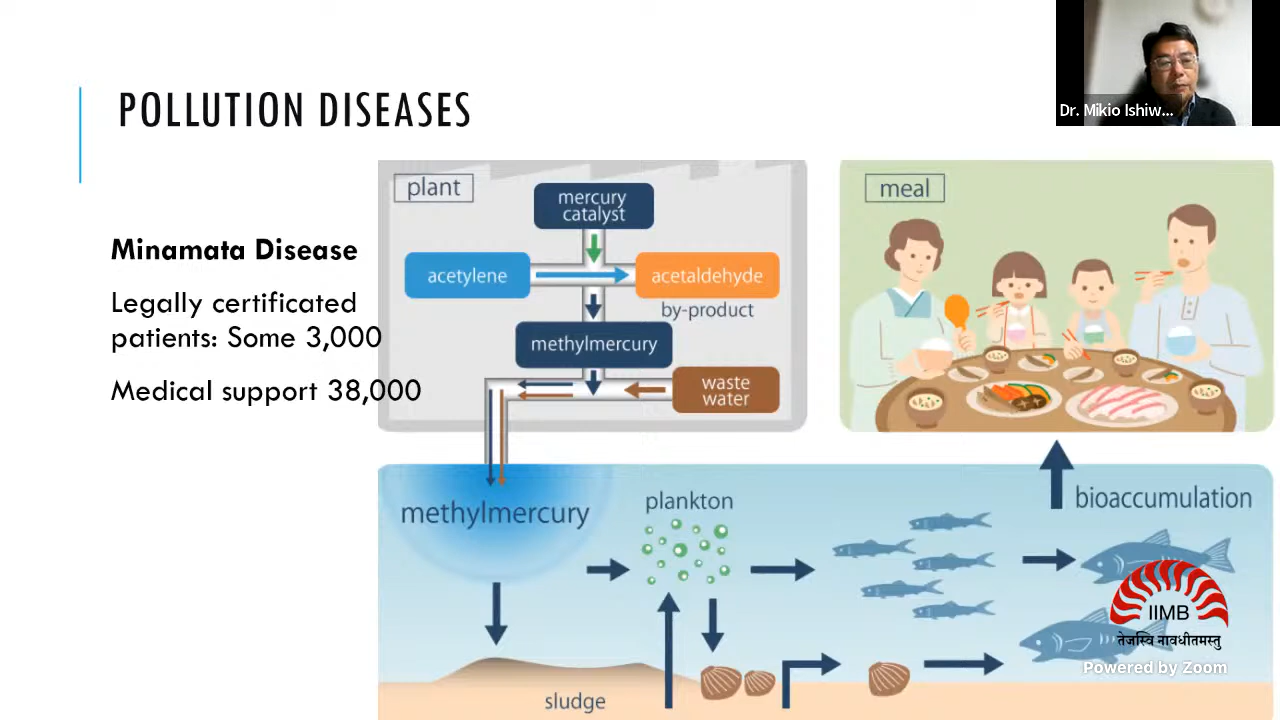 POLLUTION DISEASES
Dr. Mikio Ishiw...
Minamata Disease
Legally certificated
patients: Some 3,000
Medical support 38,000
plant
mercury
catalyst
acetylene
acetaldehyde
by-product
methylmercury
waste
water
meal
methylmercury
plankton
bioaccumulation
sludge
IIMB
तेजस्वि नावधीतमस्तु
Powered by Zoom